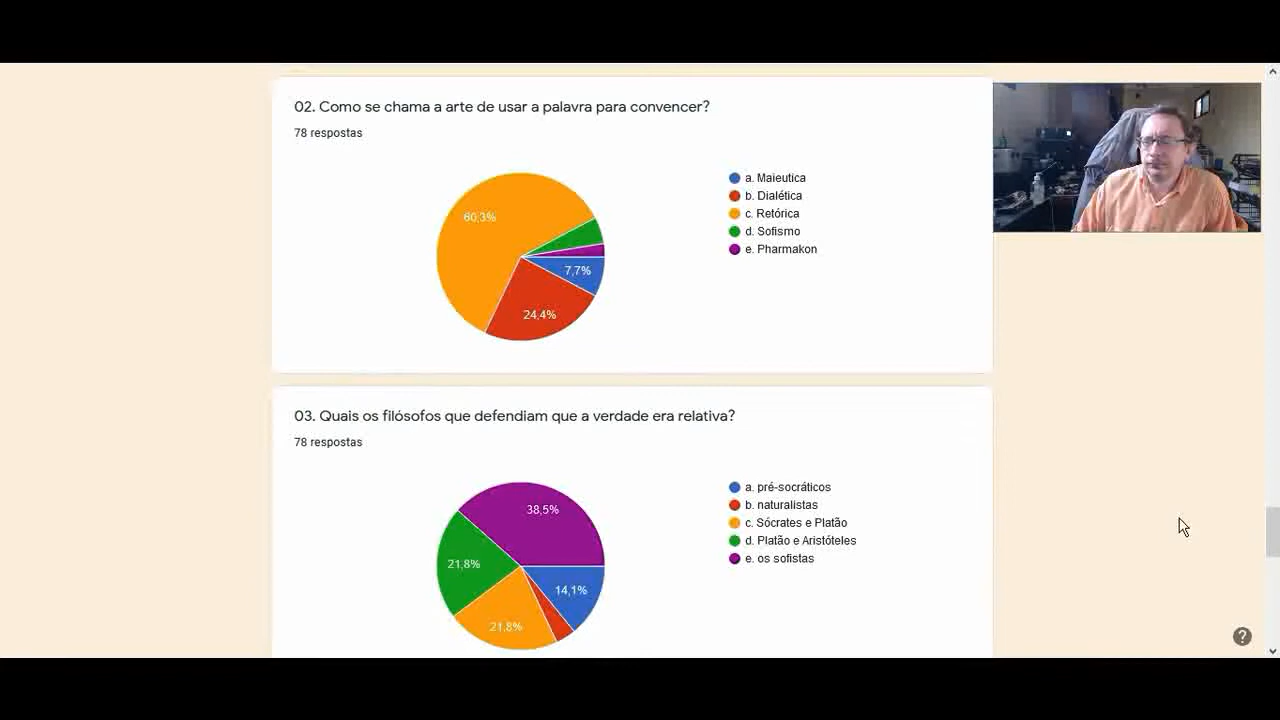 02. Como se chama a arte de usar a palavra para convencer?
78 respostas
60,3%
7,7%
24,4%
a. Maieutica
b. Dialética
c. Retórica
d. Sofismo
e. Pharmakon
03. Quais os filósofos que defendiam que a verdade era relativa?
78 respostas
38,5%
21,8%
14,1%
21,8%
a. pré-socráticos
b. naturalistas
c. Sócrates e Platão
d. Platão e Aristóteles
e. os sofistas
?